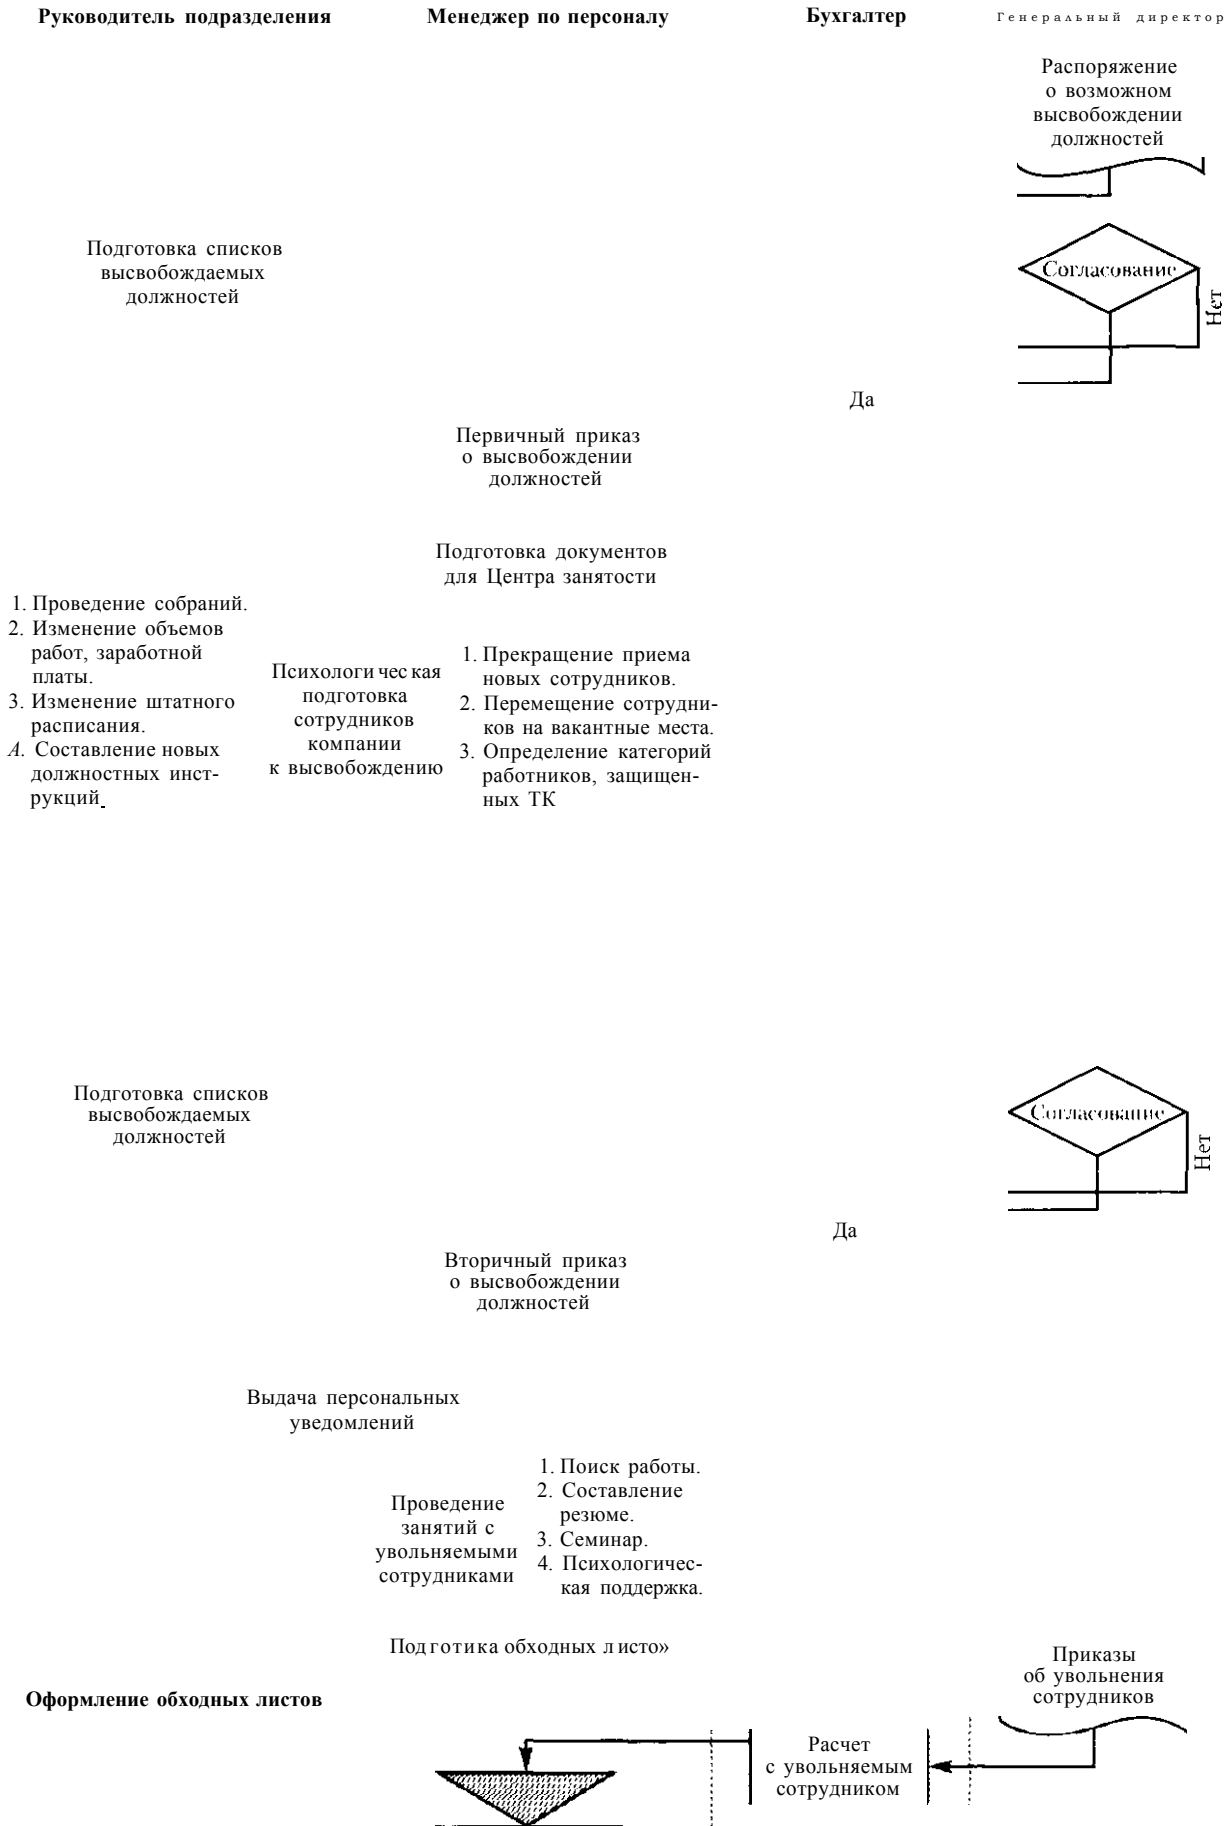 Руководитель подразделения
Менеджер по персоналу
Бухгалтер
Генеральный директор
Распоряжение
о возможном
высвобождении
должностей
Подготовка списков
высвобождаемых
должностей
Согласование
Нет
Да
Первичный приказ
о высвобождении
должностей
Подготовка документов
для Центра занятости
1. Проведение собраний.
2. Изменение объемов
работ, заработной
платы.
3. Изменение штатного
расписания.
А. Составление новых
должностных инст-
рукций.
Психологи чес кая
подготовка
сотрудников
компании
к высвобождению
1. Прекращение приема
новых сотрудников.
2. Перемещение сотрудни-
ков на вакантные места.
3. Определение категорий
работников, защищен-
ных ТК
Подготовка списков
высвобождаемых
должностей
Согласование
Нет
Да
Вторичный приказ
о высвобождении
должностей
Выдача персональных
уведомлений
Проведение
занятий с
увольняемыми
сотрудниками
1. Поиск работы.
2. Составление
резюме.
3. Семинар.
4. Психологичес-
кая поддержка.
Подготика обходных листо»
Приказы
об увольнения
сотрудников
Оформление обходных листов
Расчет
с увольняемым
сотрудником